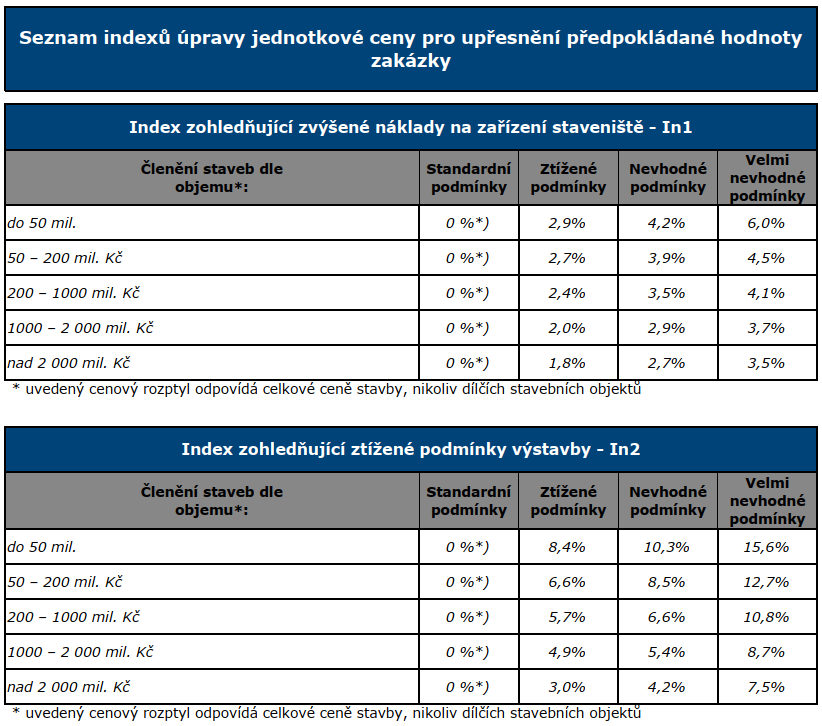 Seznam indexů úpravy jednotkové ceny pro upřesnění předpokládané hodnoty
zakázky
Index zohledňující zvýšené náklady na zařízení staveniště - In1
Členění staveb dle
objemu*:
Standardní
podmínky
Ztížené
podmínky
Nevhodné
podmínky
Velmi
nevhodné
podmínky
do 50 mil. 0 %*) 2,9% 4,2% 6,0%
50 – 200 mil. Kč 0 %*) 2,7% 3,9% 4,5%
200 – 1000 mil. Kč 0 %*) 2,4% 3,5% 4,1%
1000 – 2 000 mil. Kč 0 %*) 2,0% 2,9% 3,7%
nad 2 000 mil. Kč 0 %*) 1,8% 2,7% 3,5%
* uvedený cenový rozptyl odpovídá celkové ceně stavby, nikoliv dílčích stavebních objektů
Index zohledňující ztížené podmínky výstavby - In2
Členění staveb dle
objemu*:
Standardní
podmínky
Ztížené
podmínky
Nevhodné
podmínky
Velmi
nevhodné
podmínky
do 50 mil. 0 %*) 8,4% 10,3% 15,6%
50 – 200 mil. Kč 0 %*) 6,6% 8,5% 12,7%
200 – 1000 mil. Kč 0 %*) 5,7% 6,6% 10,8%
1000 – 2 000 mil. Kč 0 %*) 4,9% 5,4% 8,7%
nad 2 000 mil. Kč 0 %*) 3,0% 4,2% 7,5%
* uvedený cenový rozptyl odpovídá celkové ceně stavby, nikoliv dílčích stavebních objektů